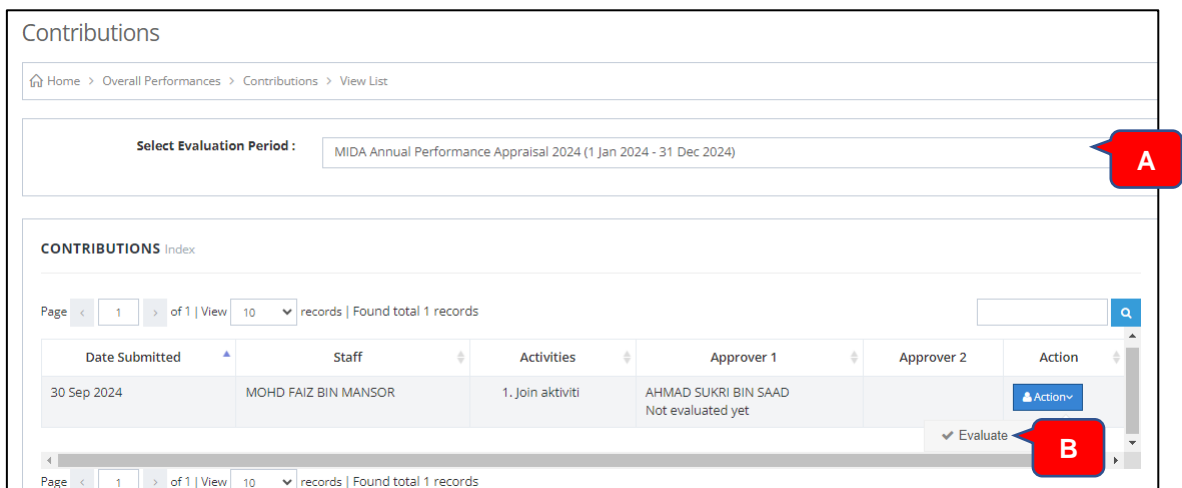 Contributions
Home > Overall Performances > Contributions > View List
Select Evaluation Period : MIDA Annual Performance Appraisal 2024 (1 Jan 2024 - 31 Dec 2024)
A
CONTRIBUTIONS Index
Page < 1 > of 1 | View 10 records | Found total 1 records
Date Submitted Staff Activities Approver 1 Approver 2 Action
30 Sep 2024 MOHD FAIZ BIN MANSOR 1. Join aktiviti AHMAD SUKRI BIN SAAD Action
Not evaluated yet
Evaluate
B
Page < 1 > of 1 | View 10 records | Found total 1 records